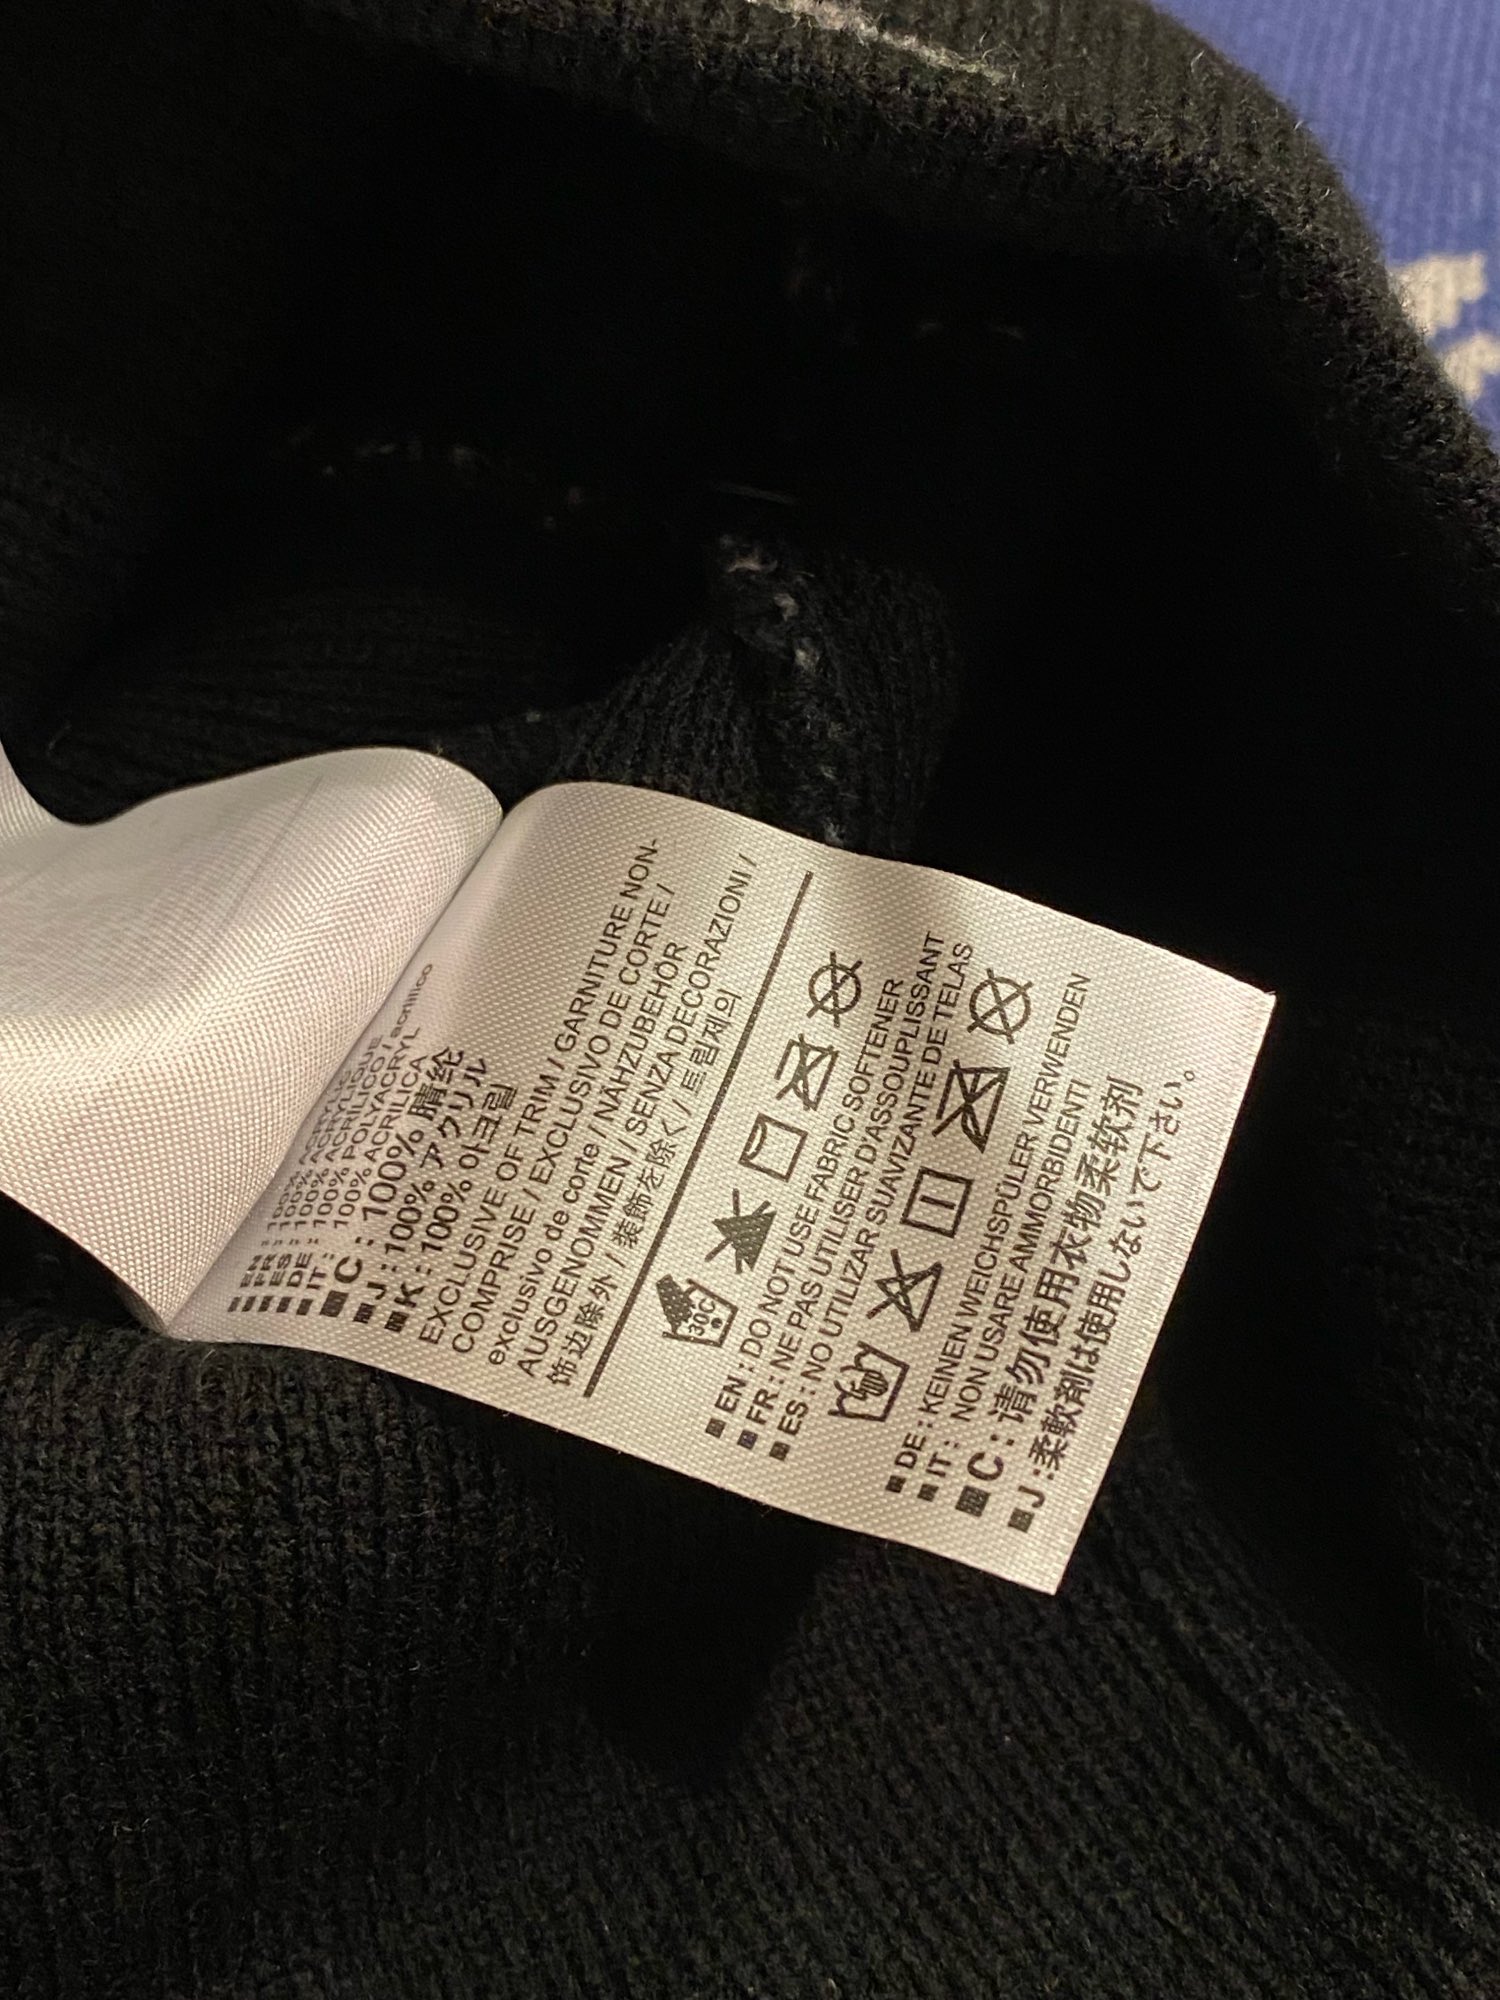 ■ EN : 100% ACRYLIC
■ FR : 100% ACRYLIQUE
■ ES : 100% ACRÍLICO / acrílico
■ DE : 100% POLYACRYL
■ IT : 100% ACRILICA
■ C : 100% 腈纶
■ J : 100% アクリル
■ K : 100% 아크릴
EXCLUSIVE OF TRIM / GARNITURE NON-
COMPRISE / EXCLUSIVO DE CORTE /
exclusivo de corte / NÄHZUBEHÖR
AUSGENOMMEN / SENZA DECORAZIONI /
饰边除外 / 装飾を除く / 트림제외
30C
■ EN : DO NOT USE FABRIC SOFTENER
■ FR : NE PAS UTILISER D'ASSOUPLISSANT
■ ES : NO UTILIZAR SUAVIZANTE DE TELAS
■ DE : KEINEN WEICHSPÜLER VERWENDEN
■ IT : NON USARE AMMORBIDENTI
■ C : 请勿使用衣物柔软剂
■ J :柔軟剤は使用しないで下さい。